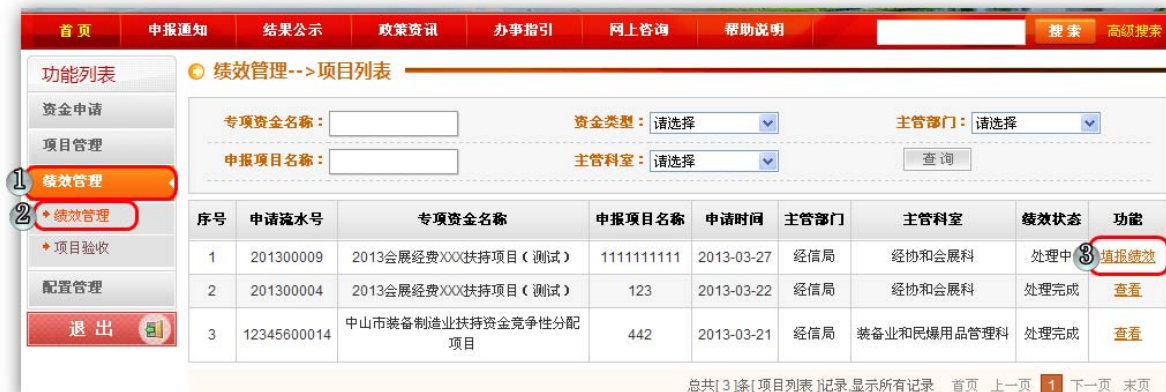 首页 申报通知 结果公示 政策资讯 办事指引 网上咨询 帮助说明 搜索 高级搜索
功能列表
资金申请
项目管理
1 绩效管理
2 绩效管理
项目验收
配置管理
退出
绩效管理-->项目列表
专项资金名称： 资金类型： 请选择 主管部门： 请选择
申报项目名称： 主管科室： 请选择 查询
序号 申请流水号 专项资金名称 申报项目名称 申请时间 主管部门 主管科室 绩效状态 功能
1 201300009 2013会展经费XXX扶持项目（测试） 1111111111 2013-03-27 经信局 经协和会展科 处理中 3 填报绩效
2 201300004 2013会展经费XXX扶持项目（测试） 123 2013-03-22 经信局 经协和会展科 处理完成 查看
3 12345600014 中山市装备制造业扶持资金竞争性分配 442 2013-03-21 经信局 装备业和民爆用品管理科 处理完成 查看
项目
总共[3]条[项目列表]记录,显示所有记录 首页 上一页 1 下一页 末页